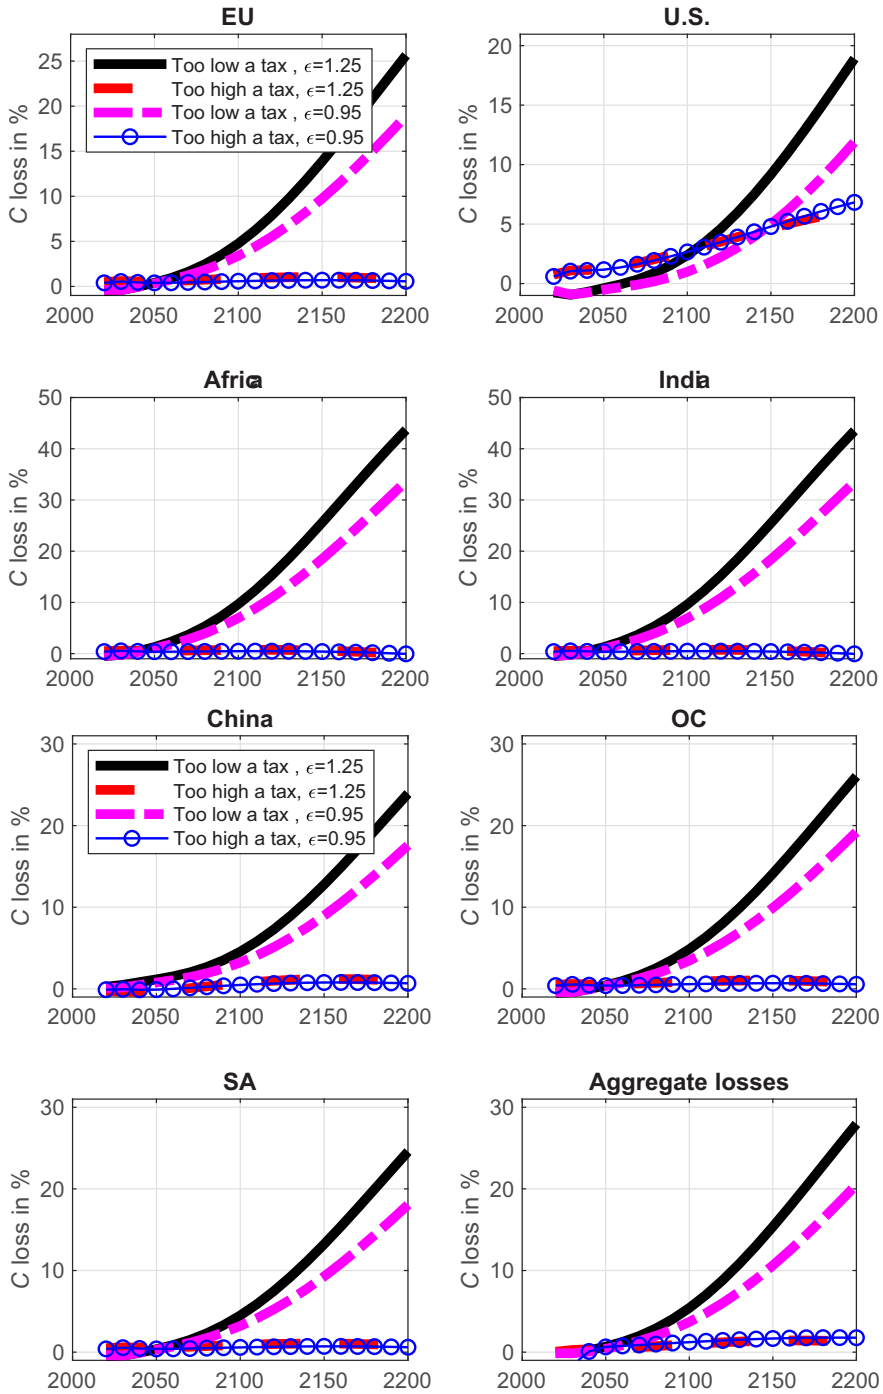 EU
25
20
15
10
5
0
C loss in %
Too low a tax , ϵ=1.25
Too high a tax, ϵ=1.25
Too low a tax , ϵ=0.95
Too high a tax, ϵ=0.95
2000 2050 2100 2150 2200
U.S.
20
15
10
5
0
C loss in %
2000 2050 2100 2150 2200
Africa
50
40
30
20
10
0
C loss in %
2000 2050 2100 2150 2200
India
50
40
30
20
10
0
C loss in %
2000 2050 2100 2150 2200
China
30
20
10
0
C loss in %
Too low a tax , ϵ=1.25
Too high a tax, ϵ=1.25
Too low a tax , ϵ=0.95
Too high a tax, ϵ=0.95
2000 2050 2100 2150 2200
OC
30
20
10
0
C loss in %
2000 2050 2100 2150 2200
SA
30
20
10
0
C loss in %
2000 2050 2100 2150 2200
Aggregate losses
30
20
10
0
C loss in %
2000 2050 2100 2150 2200